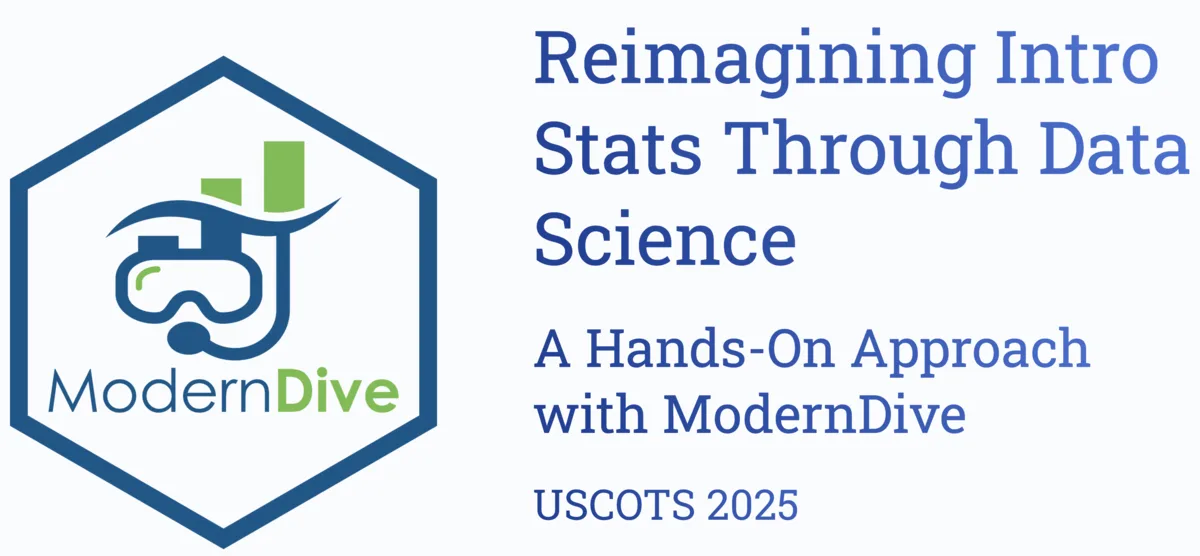 ModernDive
Reimagining Intro
Stats Through Data
Science
A Hands-On Approach
with ModernDive
USCOTS 2025